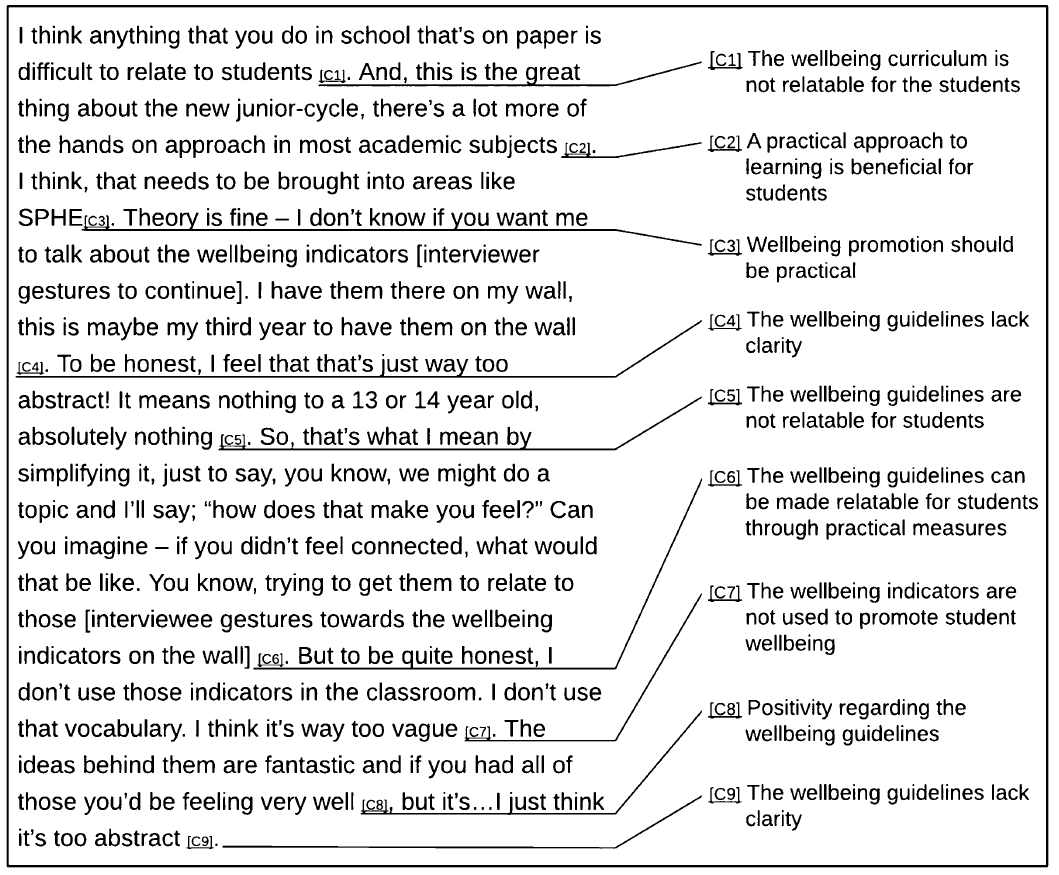 I think anything that you do in school that's on paper is
difficult to relate to students [C1]. And, this is the great
thing about the new junior-cycle, there's a lot more of
the hands on approach in most academic subjects [C2].
I think, that needs to be brought into areas like
SPHE[C3]. Theory is fine – I don't know if you want me
to talk about the wellbeing indicators [interviewer
gestures to continue]. I have them there on my wall,
this is maybe my third year to have them on the wall
[C4]. To be honest, I feel that that's just way too
abstract! It means nothing to a 13 or 14 year old,
absolutely nothing [C5]. So, that's what I mean by
simplifying it, just to say, you know, we might do a
topic and I'll say; "how does that make you feel?" Can
you imagine – if you didn't feel connected, what would
that be like. You know, trying to get them to relate to
those [interviewee gestures towards the wellbeing
indicators on the wall] [C6]. But to be quite honest, I
don't use those indicators in the classroom. I don't use
that vocabulary. I think it's way too vague [C7]. The
ideas behind them are fantastic and if you had all of
those you'd be feeling very well [C8], but it's…I just think
it's too abstract [C9].
[C1] The wellbeing curriculum is
not relatable for the students
[C2] A practical approach to
learning is beneficial for
students
[C3] Wellbeing promotion should
be practical
[C4] The wellbeing guidelines lack
clarity
[C5] The wellbeing guidelines are
not relatable for students
[C6] The wellbeing guidelines can
be made relatable for students
through practical measures
[C7] The wellbeing indicators are
not used to promote student
wellbeing
[C8] Positivity regarding the
wellbeing guidelines
[C9] The wellbeing guidelines lack
clarity